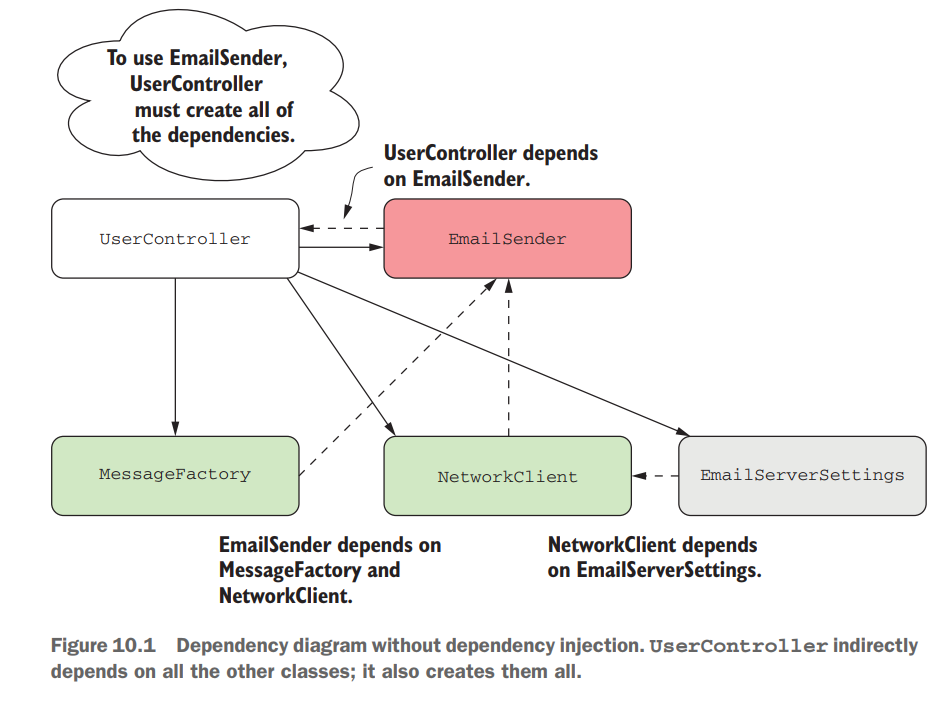 To use EmailSender,
UserController
must create all of
the dependencies.
UserController depends
on EmailSender.
UserController
EmailSender
MessageFactory
NetworkClient
EmailServerSettings
EmailSender depends on
MessageFactory and
NetworkClient.
NetworkClient depends
on EmailServerSettings.
Figure 10.1 Dependency diagram without dependency injection. UserController indirectly
depends on all the other classes; it also creates them all.